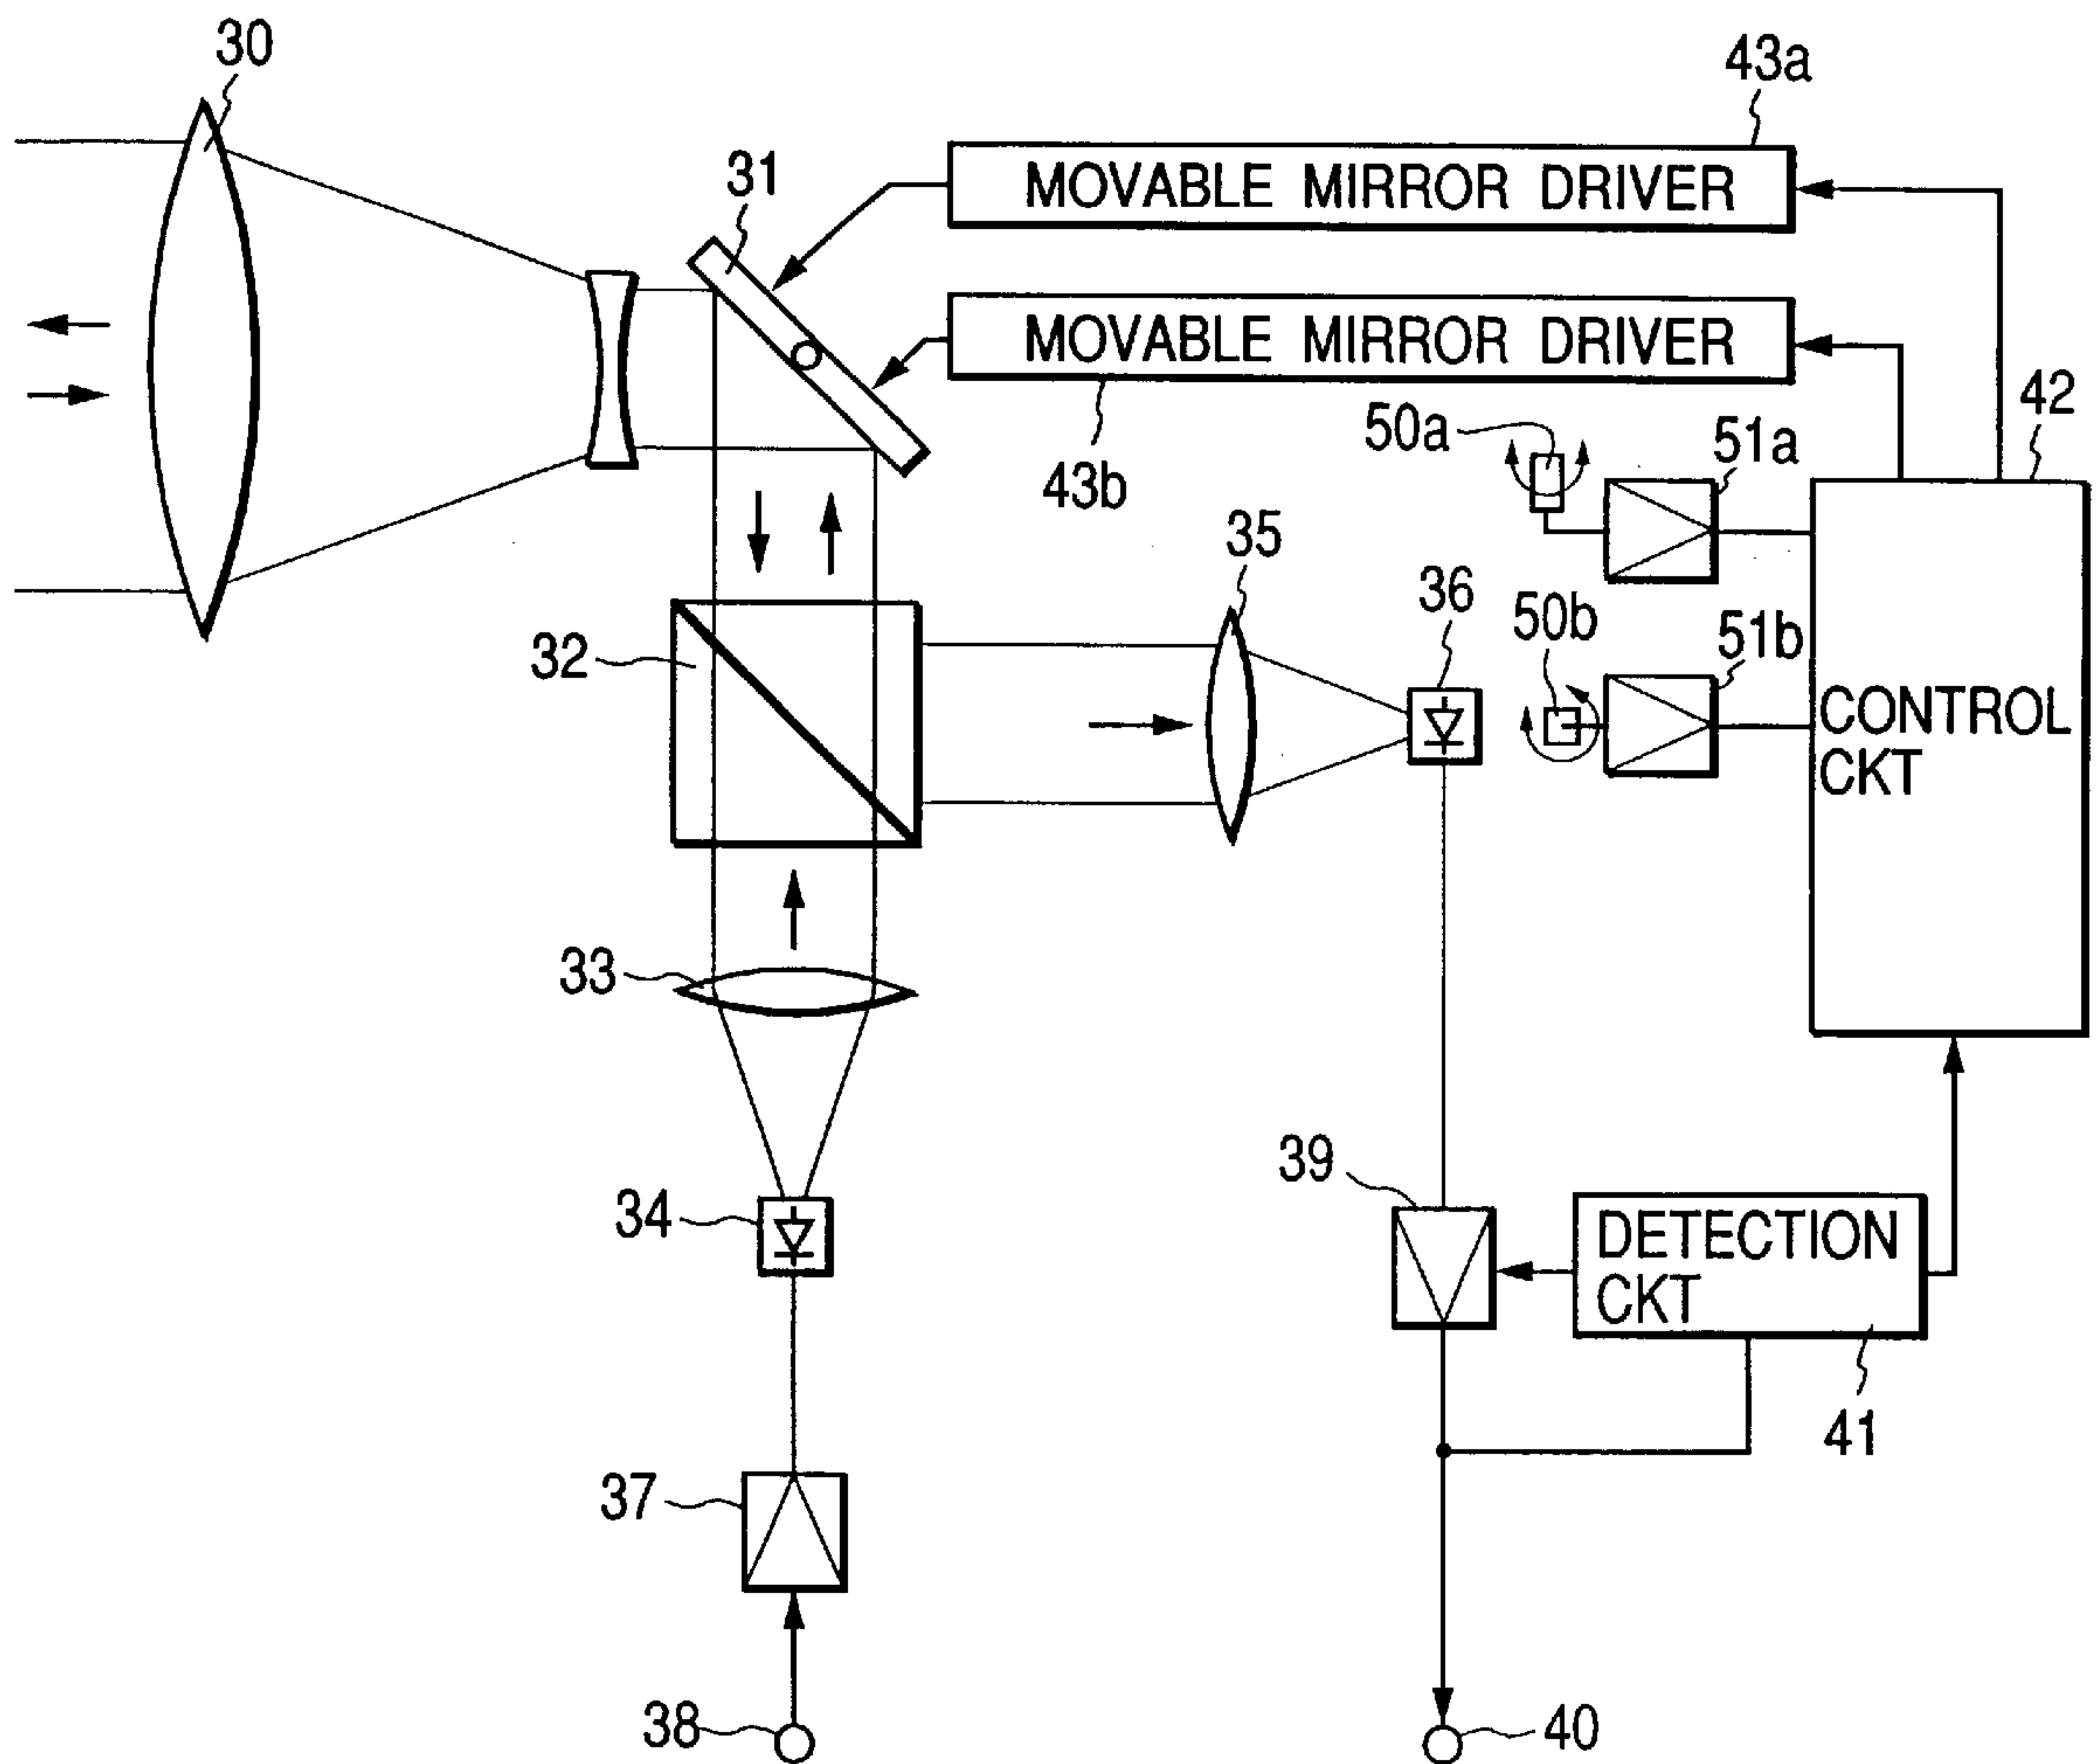 30
43a
31
MOVABLE MIRROR DRIVER
MOVABLE MIRROR DRIVER
42
50a
51a
43b
35
36
50b
51b
32
CONTROL
CKT
33
39
34
DETECTION
CKT
41
37
38
40